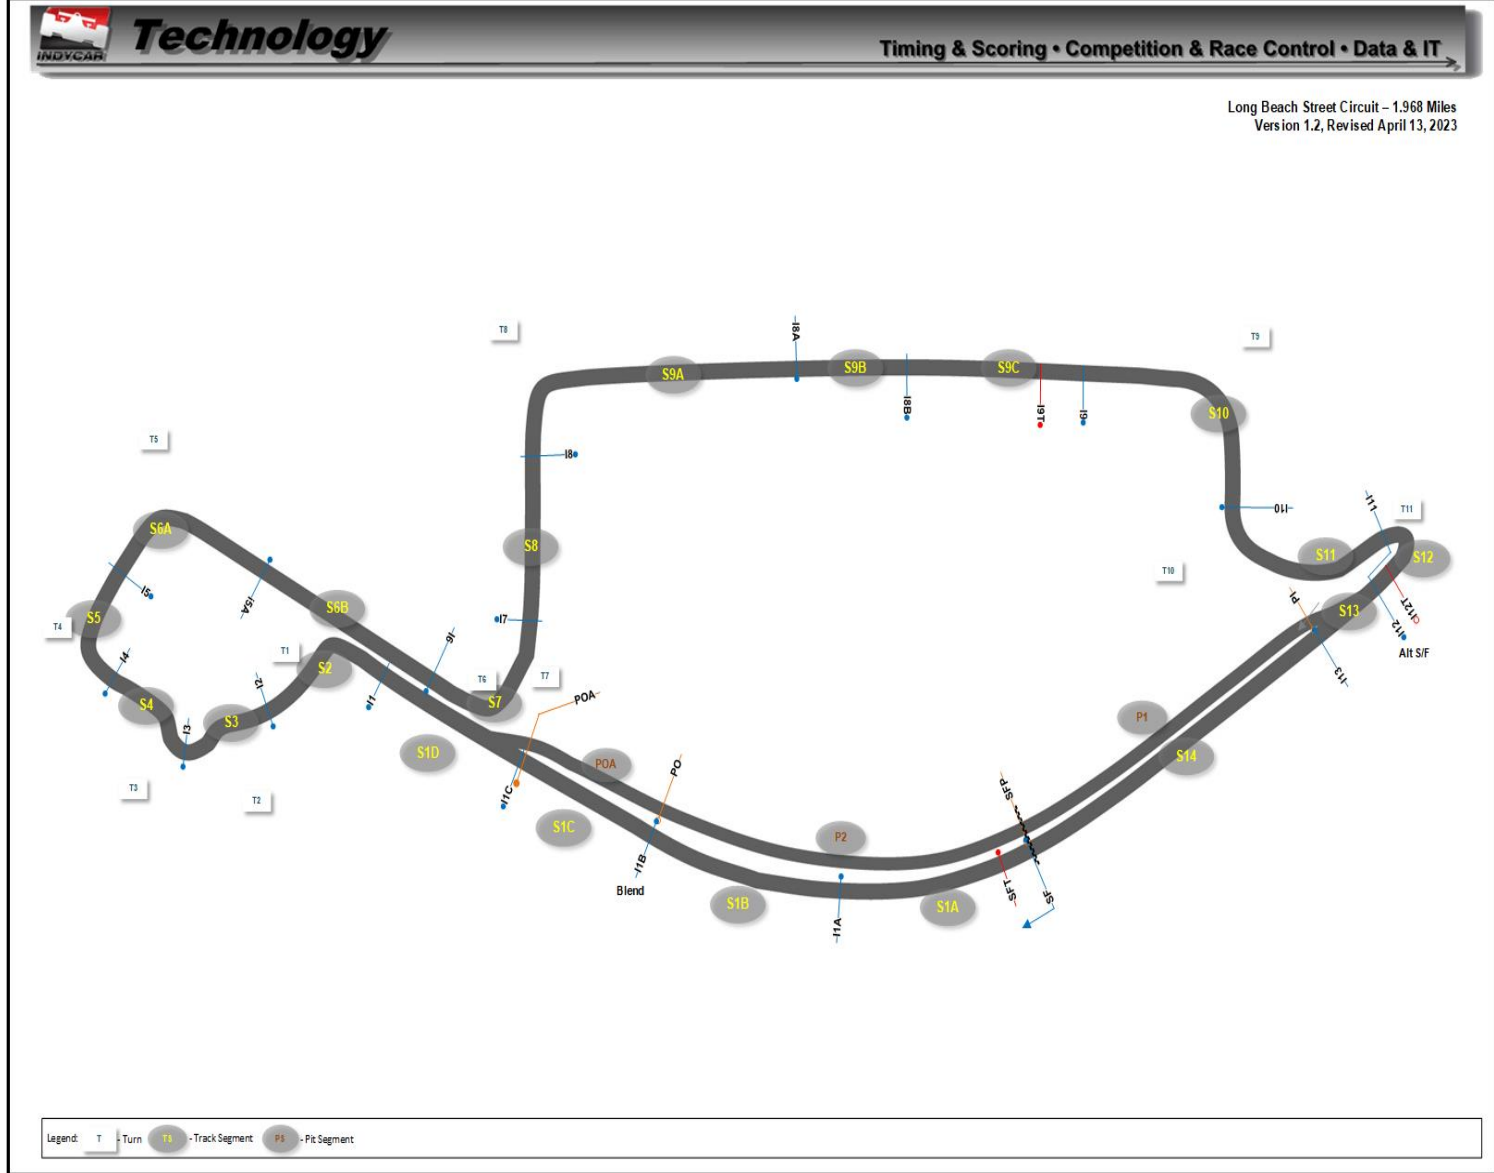 INDYCAR
Technology
Timing & Scoring • Competition & Race Control • Data & IT
Long Beach Street Circuit – 1.968 Miles
Version 1.2, Revised April 13, 2023
T8
T9
I8A
S9A
S9B
S9C
I8B
I9T
I9
S10
T5
I8
I11
T11
I10
S6A
S8
S11
S12
T10
I5
I5A
S6B
PI
S13
I12T
I12
Alt S/F
S5
T4
I7
I6
T1
S2
I4
I2
T6
T7
S7
I1
POA
I13
S4
S3
I3
P1
S14
S1D
POA
PO
T3
T2
I1C
SFP
S1C
P2
I1B
Blend
S1B
I1A
S1A
SFT
SF
Legend:
T
- Turn
TS
- Track Segment
PS
- Pit Segment